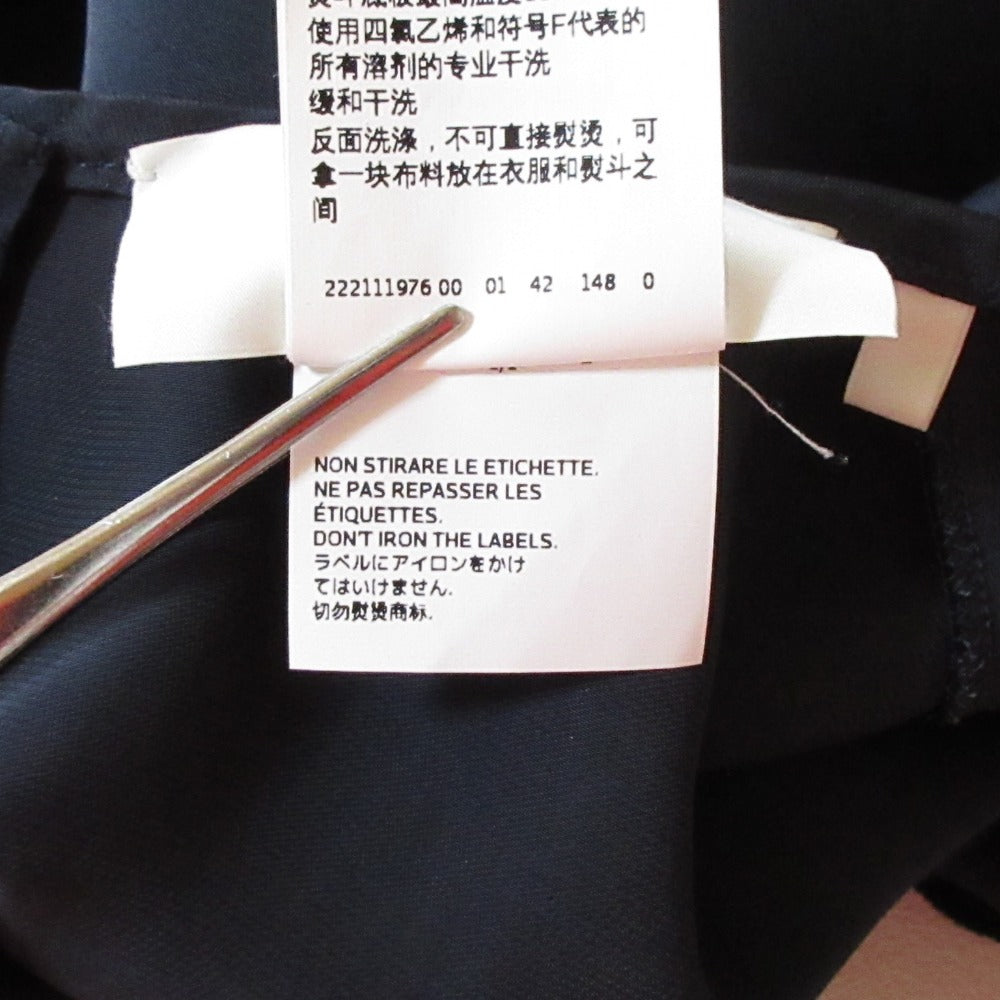 使用四氯乙烯和符号F代表的
所有溶剂的专业干洗
缓和干洗
反面洗涤，不可直接熨烫，可
拿一块布料放在衣服和熨斗之
间
222111976 00 01 42 148 0
NON STIRARE LE ETICHETTE.
NE PAS REPASSER LES
ÉTIQUETTES.
DON'T IRON THE LABELS.
ラベルにアイロンをかけ
てはいけません.
切勿熨烫商标.